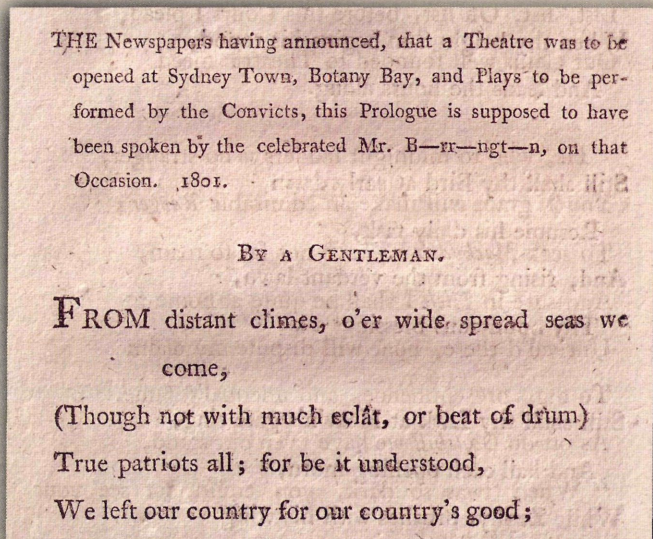 THE Newspapers having announced, that a Theatre was to be
opened at Sydney Town, Botany Bay, and Plays to be per-
formed by the Convicts, this Prologue is supposed to have
been spoken by the celebrated Mr. B—rr—ngt—n, on that
Occasion. 1801.
BY A GENTLEMAN.
FROM distant climes, o'er wide spread seas we
come,
(Though not with much eclât, or beat of drum)
True patriots all; for be it understood,
We left our country for our country's good;